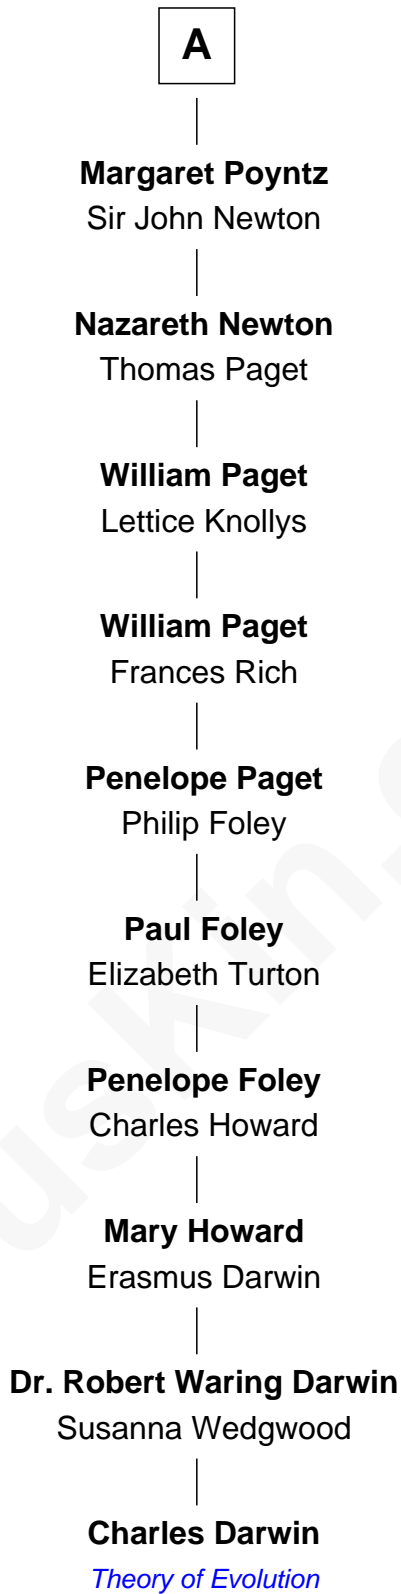 A
Margaret Poyntz
Sir John Newton
Nazareth Newton
Thomas Paget
William Paget
Lettice Knollys
William Paget
Frances Rich
Penelope Paget
Philip Foley
Paul Foley
Elizabeth Turton
Penelope Foley
Charles Howard
Mary Howard
Erasmus Darwin
Dr. Robert Waring Darwin
Susanna Wedgwood
Charles Darwin
Theory of Evolution